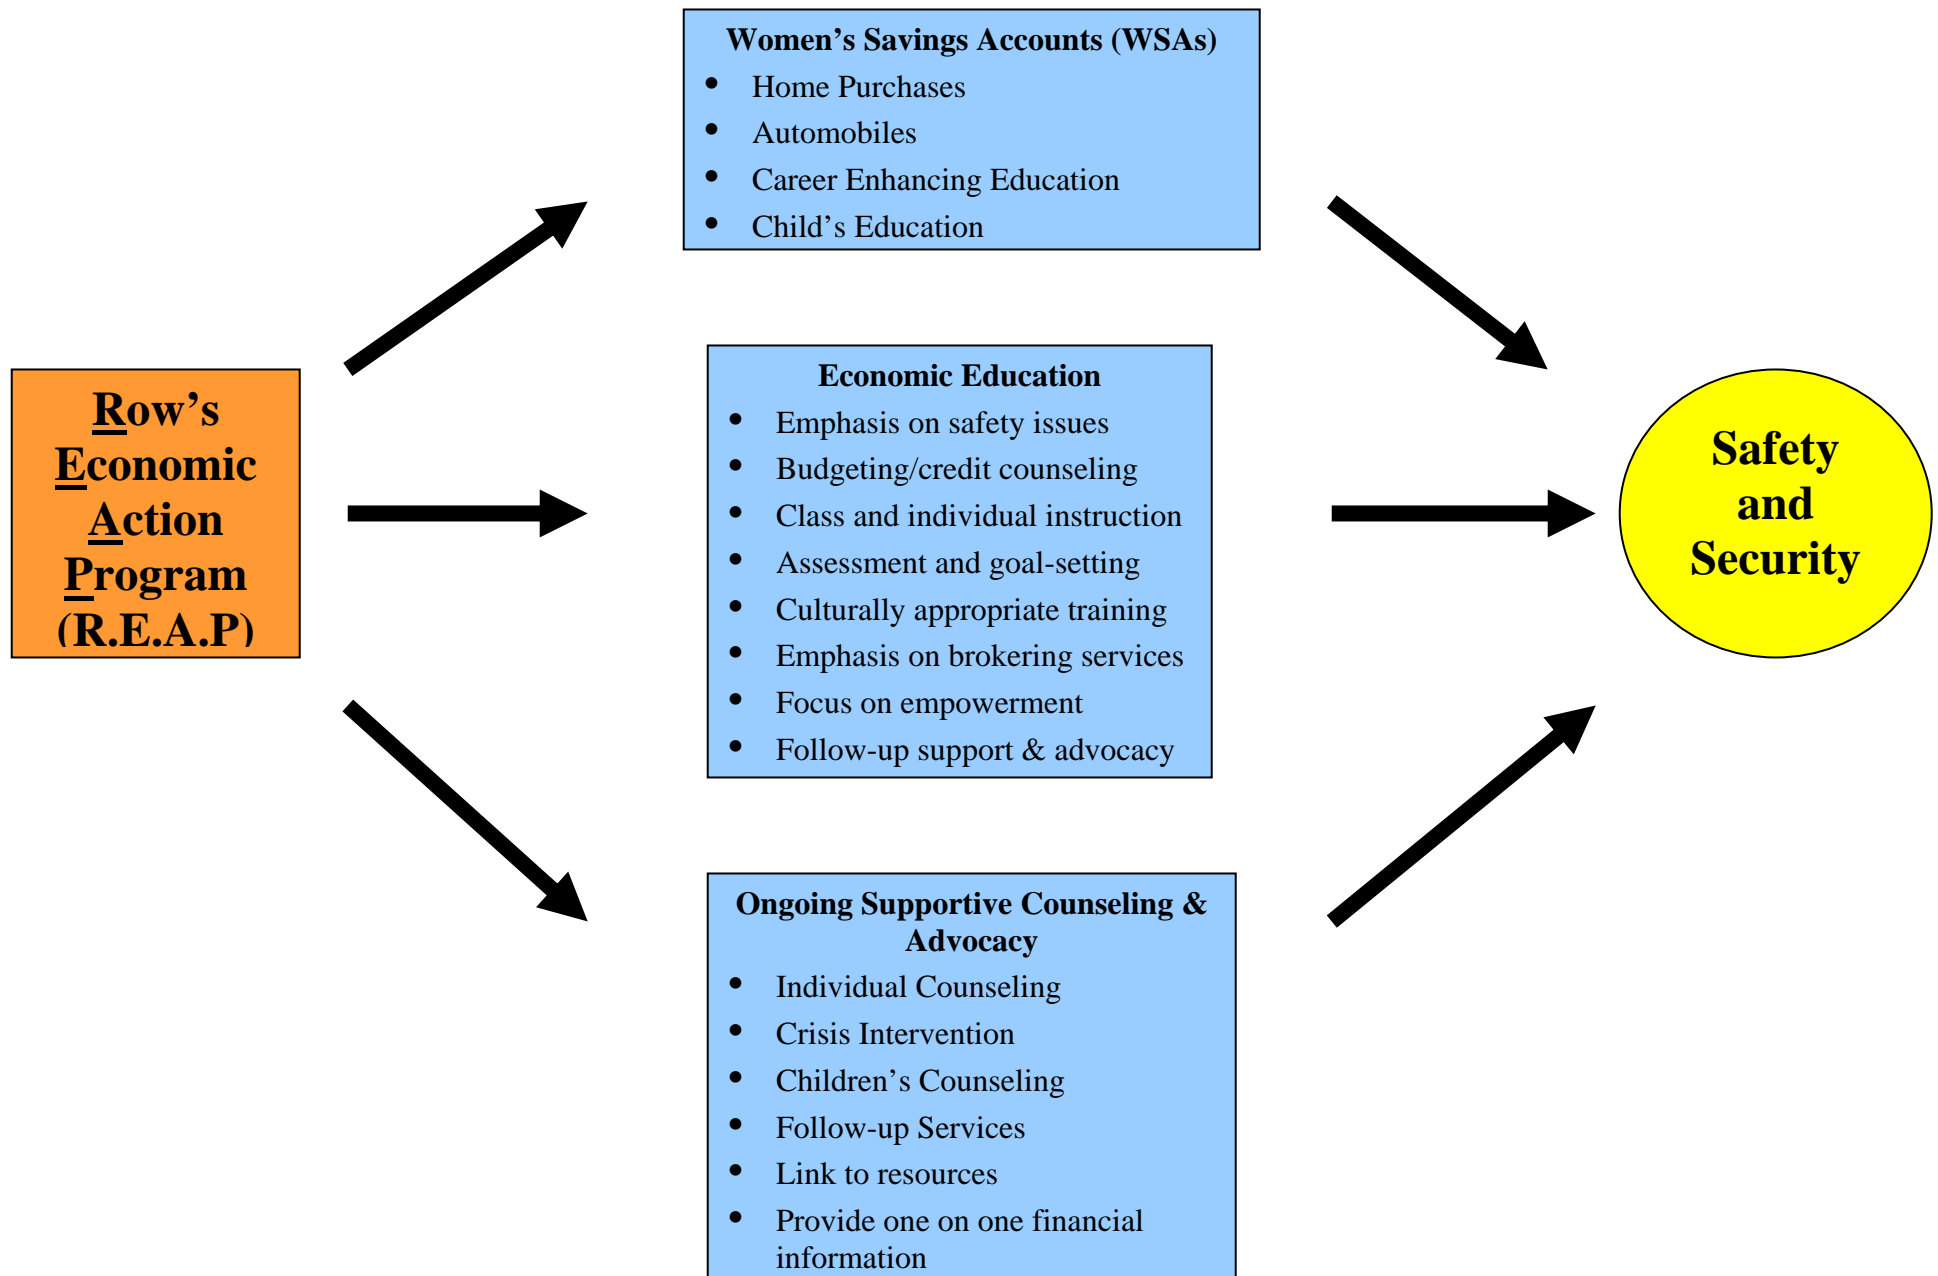 Women’s Savings Accounts (WSAs)
• Home Purchases
• Automobiles
• Career Enhancing Education
• Child’s Education
Row’s
Economic
Action
Program
(R.E.A.P)
Economic Education
• Emphasis on safety issues
• Budgeting/credit counseling
• Class and individual instruction
• Assessment and goal-setting
• Culturally appropriate training
• Emphasis on brokering services
• Focus on empowerment
• Follow-up support & advocacy
Safety
and
Security
Ongoing Supportive Counseling &
Advocacy
• Individual Counseling
• Crisis Intervention
• Children’s Counseling
• Follow-up Services
• Link to resources
• Provide one on one financial
information